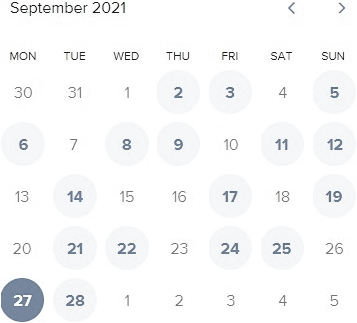 September 2021
MON TUE WED THU FRI SAT SUN
30 31 1 2 3 4 5
6 7 8 9 10 11 12
13 14 15 16 17 18 19
20 21 22 23 24 25 26
27 28 1 2 3 4 5